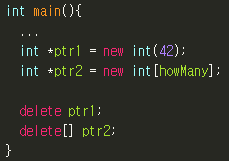 int main(){
...
int *ptr1 = new int(42);
int *ptr2 = new int[howMany];
delete ptr1;
delete[] ptr2;
}